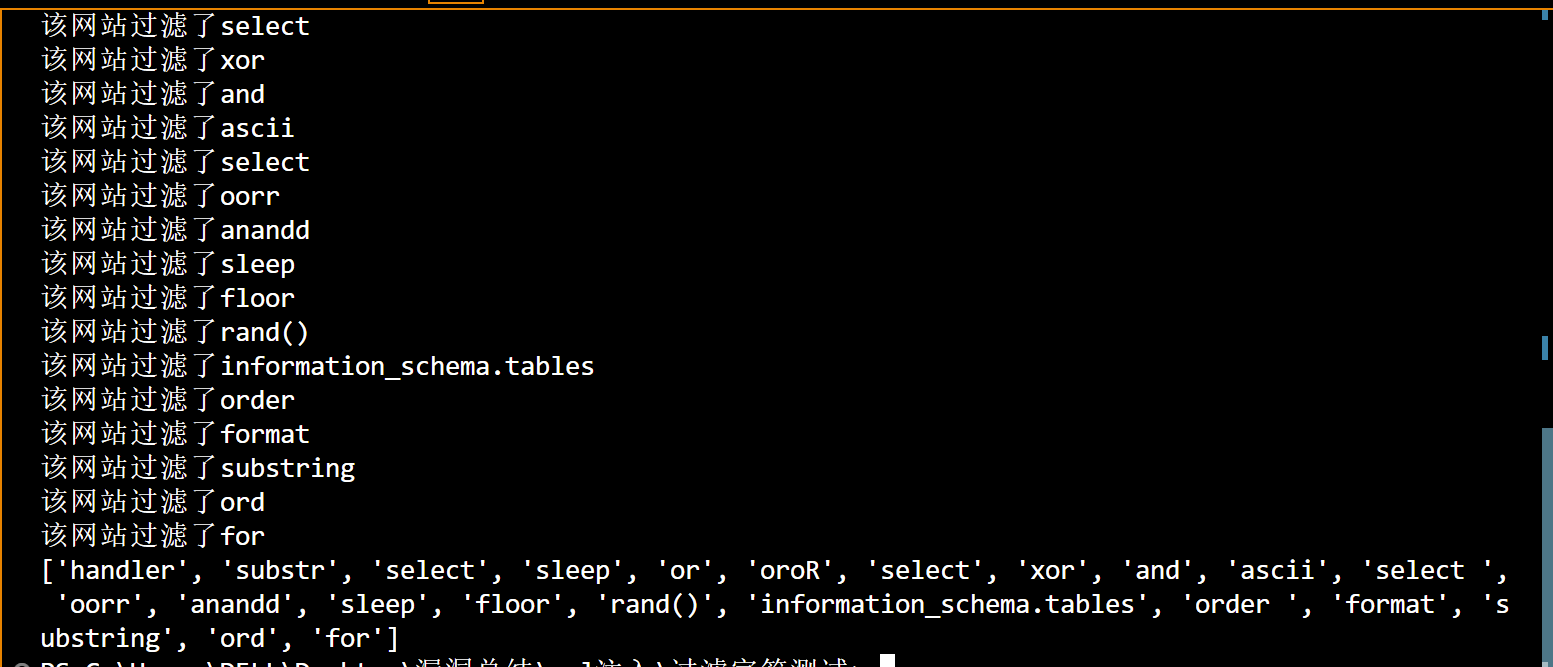 该网站过滤了select
该网站过滤了xor
该网站过滤了and
该网站过滤了ascii
该网站过滤了select
该网站过滤了oorr
该网站过滤了anandd
该网站过滤了sleep
该网站过滤了floor
该网站过滤了rand()
该网站过滤了information_schema.tables
该网站过滤了order
该网站过滤了format
该网站过滤了substring
该网站过滤了ord
该网站过滤了for
['handler', 'substr', 'select', 'sleep', 'or', 'oroR', 'select', 'xor', 'and', 'ascii', 'select ',
'oorr', 'anandd', 'sleep', 'floor', 'rand()', 'information_schema.tables', 'order ', 'format', 's
ubstring', 'ord', 'for']